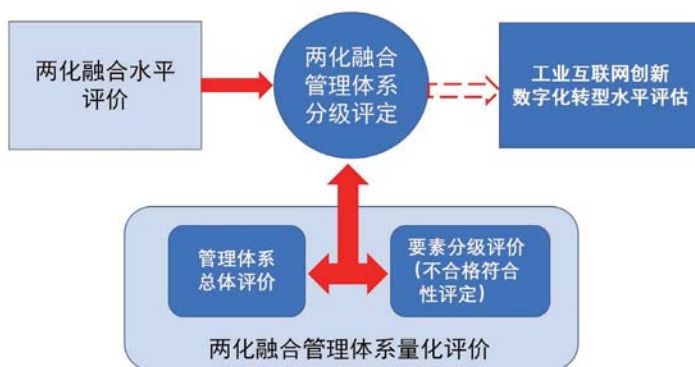 两化融合水平
评价
两化融合
管理体系
分级评定
工业互联网创新
数字化转型水平评估
管理体系
总体评价
要素分级评价
(不合格符合
性评定)
两化融合管理体系量化评价